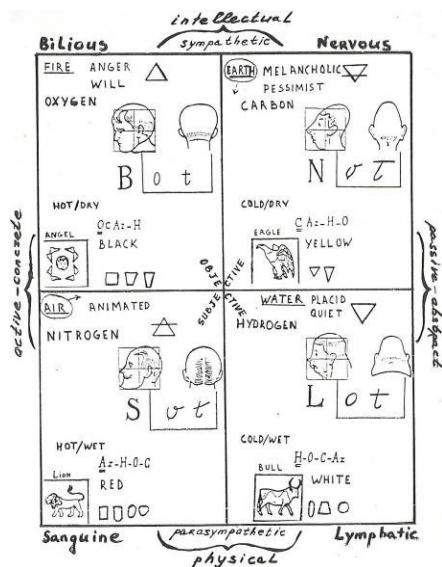 intellectual
sympathetic
Bilious
Nervous
FIRE ANGER
WILL
OXYGEN
B o t
HOT/DRY
OCAz-H
BLACK
ANGEL
EARTH MELANCHOLIC
PESSIMIST
CARBON
N o t
COLD/DRY
CAz-H-O
YELLOW
EAGLE
active-concrete
passive-abspact
OBJECTIVE
SUBJECTIVE
AIR ANIMATED
NITROGEN
S o t
HOT/WET
Az-H-O-C
RED
Lion
WATER PLACID
QUIET
HYDROGEN
L o t
COLD/WET
H-O-C-Az
WHITE
BULL
Sanguine
Lymphatic
parasympathetic
physical